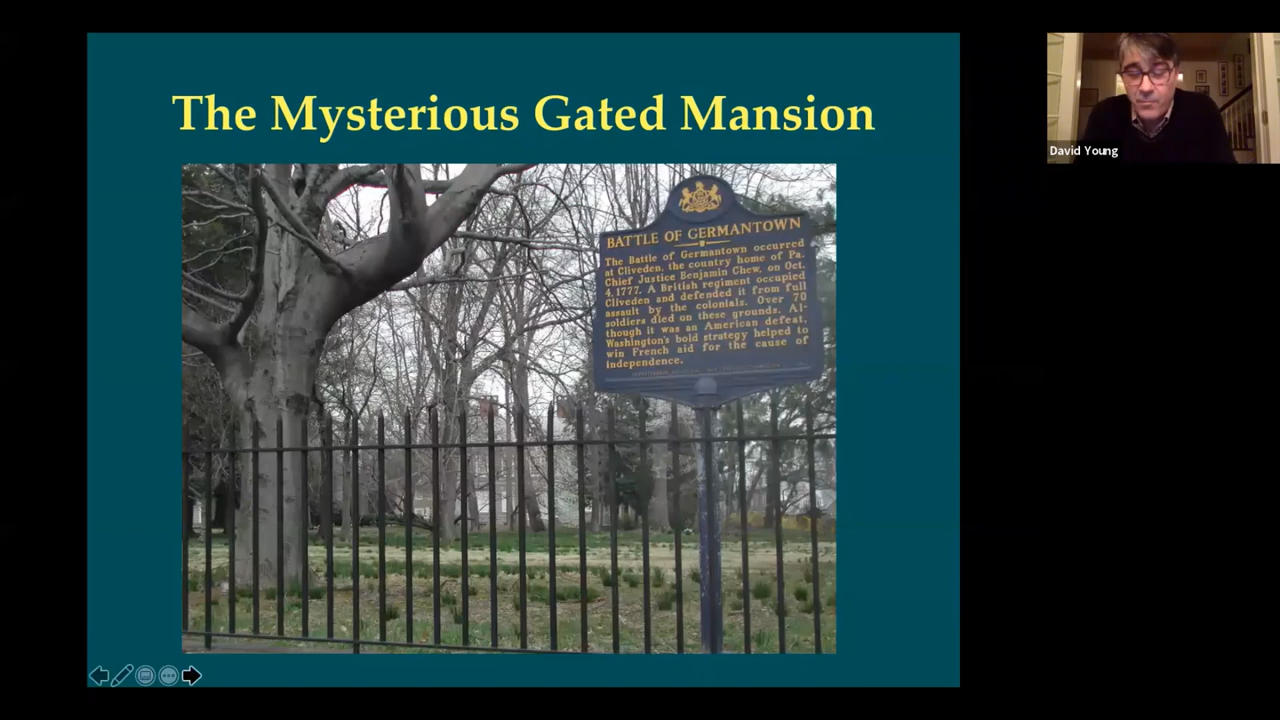 The Mysterious Gated Mansion
David Young
BATTLE OF GERMANTOWN
The Battle of Germantown occurred
at Cliveden, the country home of Pa.
Chief Justice Benjamin Chew, on Oct.
4, 1777. A British regiment occupied
Cliveden and defended it from full
assault by the colonials. Over 70
soldiers died on these grounds. Al-
though it was an American defeat,
Washington's bold strategy helped to
win French aid for the cause of
independence.